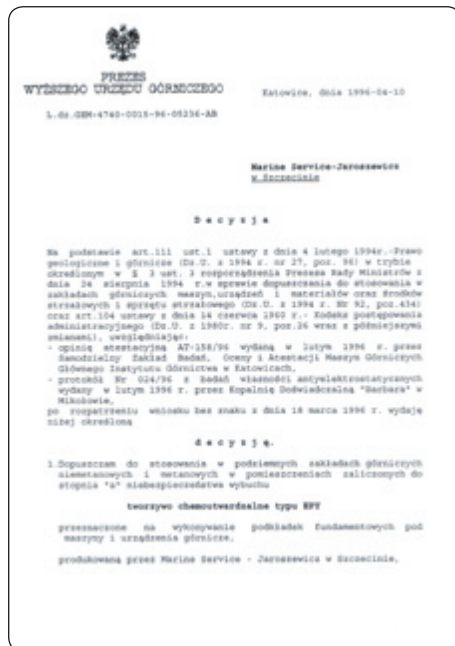 PREZES
WYŻSZEGO URZĘDU GÓRNICZEGO
Katowice, dnia 1996-04-10
L.dz.GEM-4740-0015-96-05236-AB
Marine Service-Jaroszewicz
w Szczecinie
D e c y z j a
Na podstawie art.111 ust.1 ustawy z dnia 4 lutego 1994r.-Prawo
geologiczne i górnicze (Dz.U. z 1994 r. nr 27, poz. 96) w trybie
określonym w § 3 ust. 3 rozporządzenia Prezesa Rady Ministrów z
dnia 26 sierpnia 1994 r.w sprawie dopuszczania do stosowania w
zakładach górniczych maszyn,urządzeń i materiałów oraz środków
strzałowych i sprzętu strzałowego (Dz.U. z 1994 r. Nr 92, poz.434)
oraz art.104 ustawy z dnia 14 czerwca 1960 r.- Kodeks postępowania
administracyjnego (Dz.U. z 1980r. nr 9, poz.26 wraz z późniejszymi
zmianami), uwzględniając:
- opinię atestacyjną AT-158/96 wydaną w lutym 1996 r. przez
Samodzielny Zakład Badań, Oceny i Atestacji Maszyn Górniczych
Głównego Instytutu Górnictwa w Katowicach,
- protokół Nr 024/96 z badań własności antyelektrostatycznych
wydany w lutym 1996 r. przez Kopalnię Doświadczalną "Barbara" w
Mikołowie,
po rozpatrzeniu wniosku bez znaku z dnia 18 marca 1996 r. wydaję
niżej określoną
d e c y z j ę.
1.Dopuszczam do stosowania w podziemnych zakładach górniczych
niemetanowych i metanowych w pomieszczeniach zaliczonych do
stopnia "a" niebezpieczeństwa wybuchu
tworzywo chemoutwardzalne typu EPY
przeznaczone na wykonywanie podkładek fundamentowych pod
maszyny i urządzenia górnicze,
produkowaną przez Marine Service - Jaroszewicz w Szczecinie,